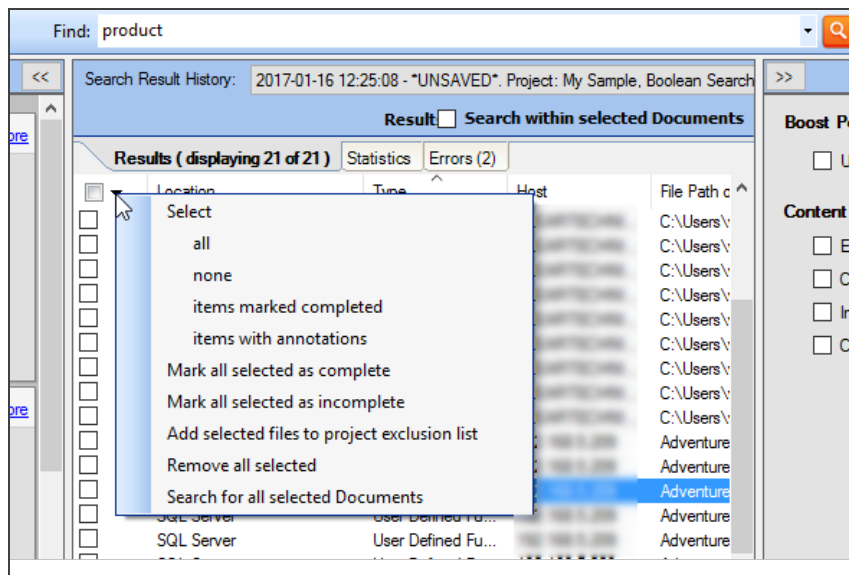 Find: product
<< Search Result History: 2017-01-16 12:25:08 - *UNSAVED*. Project: My Sample, Boolean Search >>
Result: Search within selected Documents Boost
ore
Results ( displaying 21 of 21 ) Statistics Errors (2)
Location Type Host File Path
Select C:\Users\
all C:\Users\
none C:\Users\
items marked completed C:\Users\
items with annotations C:\Users\
Mark all selected as complete C:\Users\
Mark all selected as incomplete C:\Users\
ore
Add selected files to project exclusion list C:\Users\
Remove all selected C:\Users\
Search for all selected Documents Adventure
Adventure
Adventure
SQL Server User Defined Fu... Adventure
SQL Server User Defined Fu... Adventure
Content